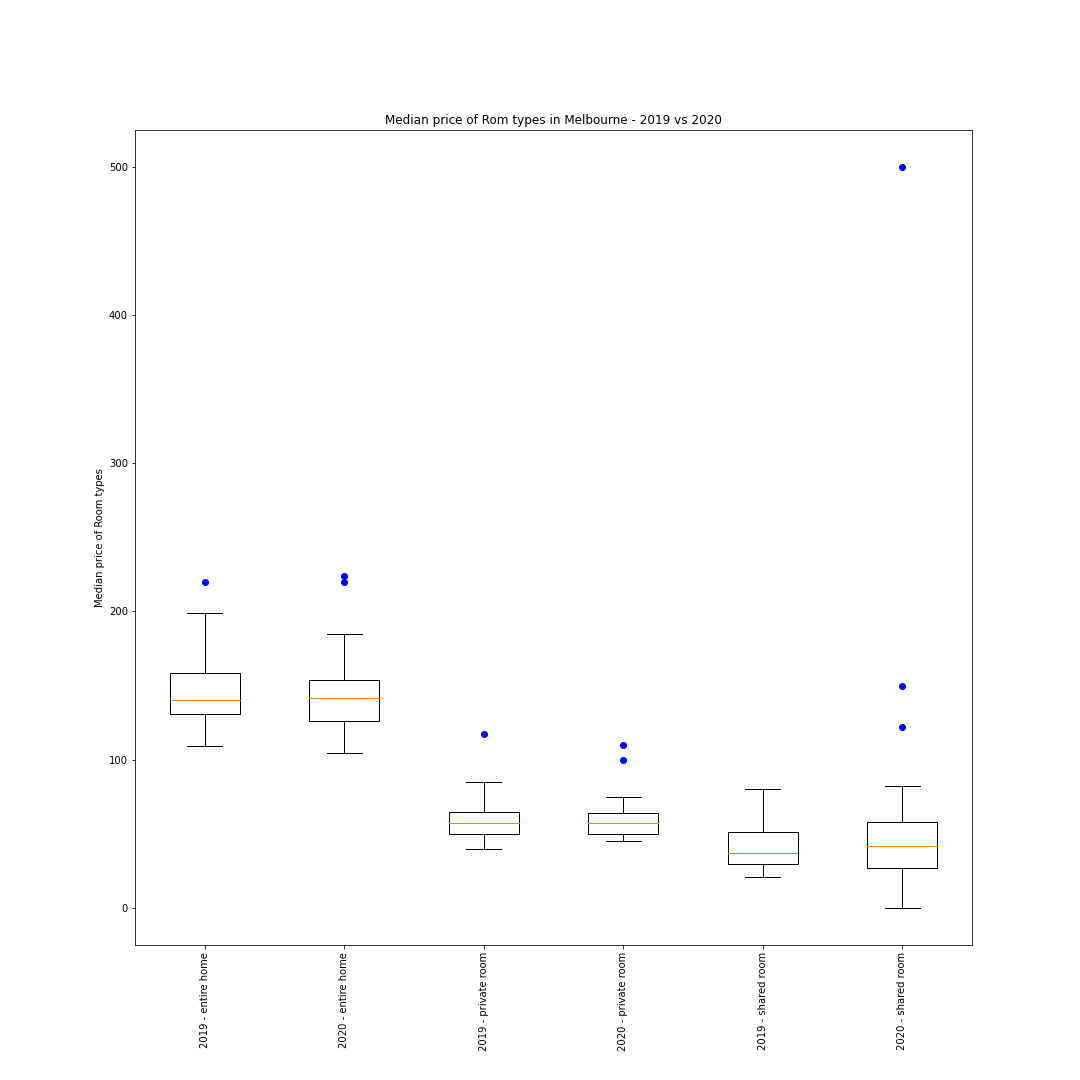 Median price of Rom types in Melbourne - 2019 vs 2020
Median price of Room types
500
400
300
200
100
0
2019 - entire home
2020 - entire home
2019 - private room
2020 - private room
2019 - shared room
2020 - shared room